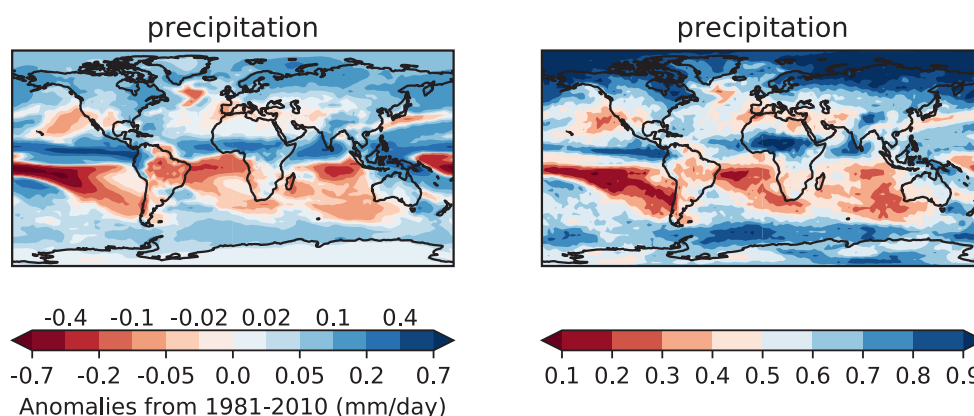 precipitation
precipitation
-0.4 -0.1 -0.02 0.02 0.1 0.4
-0.7 -0.2 -0.05 0.0 0.05 0.2 0.7
Anomalies from 1981-2010 (mm/day)
0.1 0.2 0.3 0.4 0.5 0.6 0.7 0.8 0.9